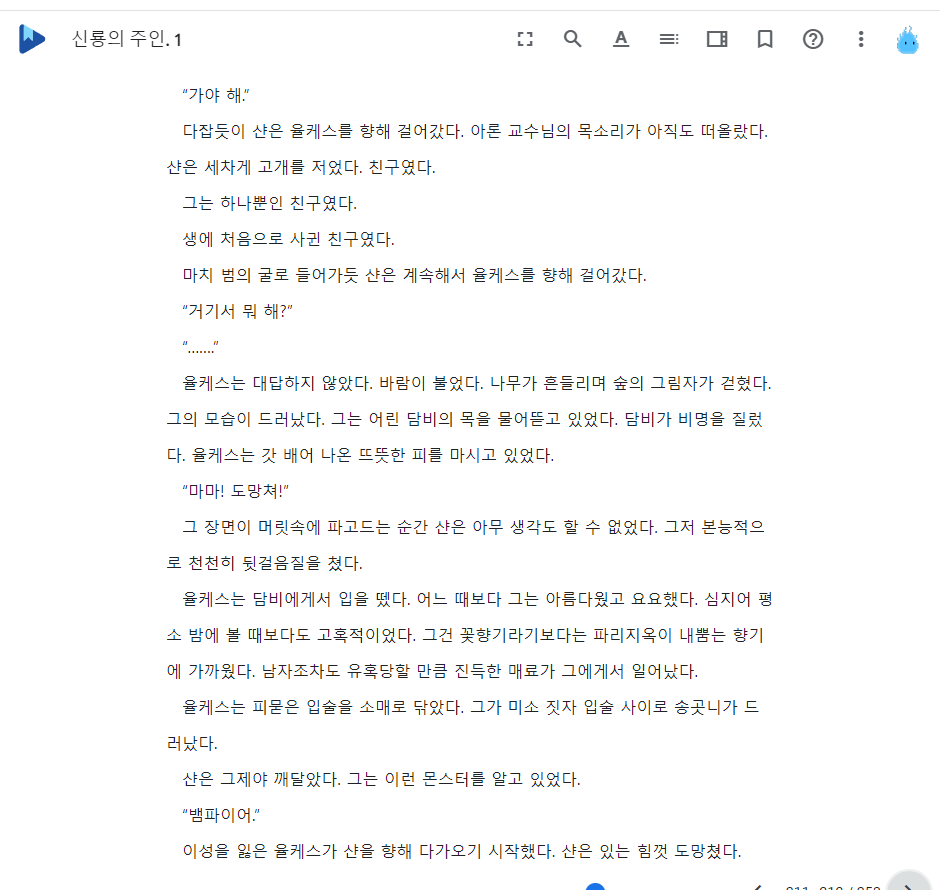 신룡의 주인. 1
“가야 해.”
다잡듯이 샨은 율케스를 향해 걸어갔다. 아론 교수님의 목소리가 아직도 떠올랐다.
샨은 세차게 고개를 저었다. 친구였다.
그는 하나뿐인 친구였다.
생에 처음으로 사귄 친구였다.
마치 범의 굴로 들어가듯 샨은 계속해서 율케스를 향해 걸어갔다.
“거기서 뭐 해?”
“…….”
율케스는 대답하지 않았다. 바람이 불었다. 나무가 흔들리며 숲의 그림자가 걷혔다.
그의 모습이 드러났다. 그는 어린 담비의 목을 물어뜯고 있었다. 담비가 비명을 질렀
다. 율케스는 갓 배어 나온 뜨뜻한 피를 마시고 있었다.
“마마! 도망쳐!”
그 장면이 머릿속에 파고드는 순간 샨은 아무 생각도 할 수 없었다. 그저 본능적으
로 천천히 뒷걸음질을 쳤다.
율케스는 담비에게서 입을 뗐다. 어느 때보다 그는 아름다웠고 요요했다. 심지어 평
소 밤에 볼 때보다도 고혹적이었다. 그건 꽃향기라기보다는 파리지옥이 내뿜는 향기
에 가까웠다. 남자조차도 유혹당할 만큼 진득한 매료가 그에게서 일어났다.
율케스는 피묻은 입술을 소매로 닦았다. 그가 미소 짓자 입술 사이로 송곳니가 드
러났다.
샨은 그제야 깨달았다. 그는 이런 몬스터를 알고 있었다.
“뱀파이어.”
이성을 잃은 율케스가 샨을 향해 다가오기 시작했다. 샨은 있는 힘껏 도망쳤다.